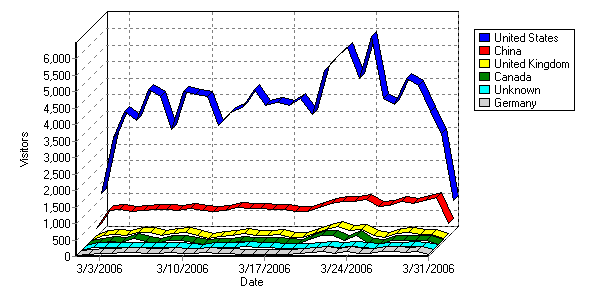 6,000
5,500
5,000
4,500
4,000
3,500
3,000
2,500
2,000
1,500
1,000
500
0
Visitors
3/3/2006 3/10/2006 3/17/2006 3/24/2006 3/31/2006
Date
United States
China
United Kingdom
Canada
Unknown
Germany